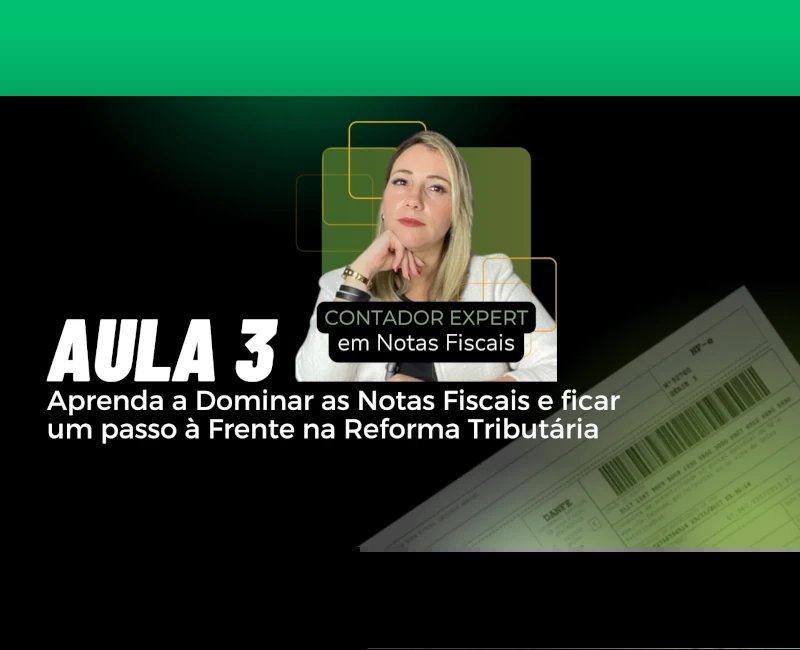 CONTADOR EXPERT
em Notas Fiscais
AULA 3
Aprenda a Dominar as Notas Fiscais e ficar
um passo à Frente na Reforma Tributária
NF-e
DANFE